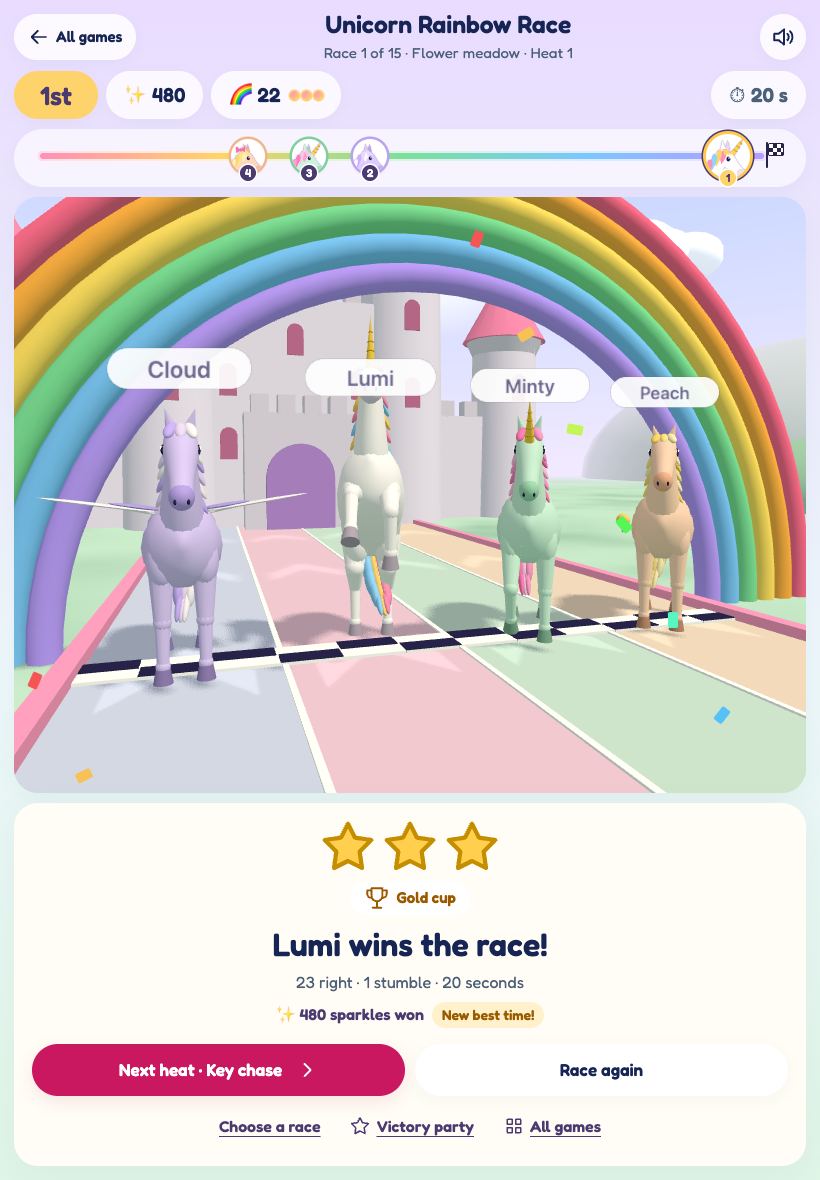 All games
Unicorn Rainbow Race
Race 1 of 15 · Flower meadow · Heat 1
1st
480
22
20 s
4
3
2
1
Cloud
Lumi
Minty
Peach
Gold cup
Lumi wins the race!
23 right · 1 stumble · 20 seconds
480 sparkles won New best time!
Next heat · Key chase
Race again
Choose a race
Victory party
All games